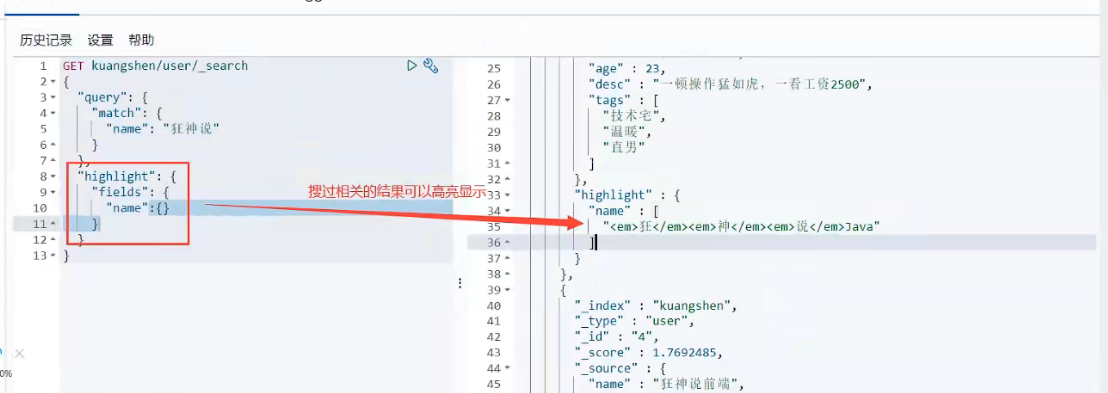 历史记录 设置 帮助
1 GET kuangshen/user/_search
2 {
3 "query": {
4 "match": {
5 "name": "狂神说"
6 }
7 },
8 "highlight": {
9 "fields": {
10 "name":{}
11 }
12 }
13 }
搜过相关的结果可以高亮显示
25 "age" : 23,
26 "desc" : "一顿操作猛如虎，一看工资2500",
27 "tags" : [
28 "技术宅",
29 "温暖",
30 "直男"
31 ]
32 },
33 "highlight" : {
34 "name" : [
35 "<em>狂</em><em>神</em><em>说</em>Java"
36 ]
37 }
38 },
39 {
40 "_index" : "kuangshen",
41 "_type" : "user",
42 "_id" : "4",
43 "_score" : 1.7692485,
44 "_source" : {
45 "name" : "狂神说前端",
0%